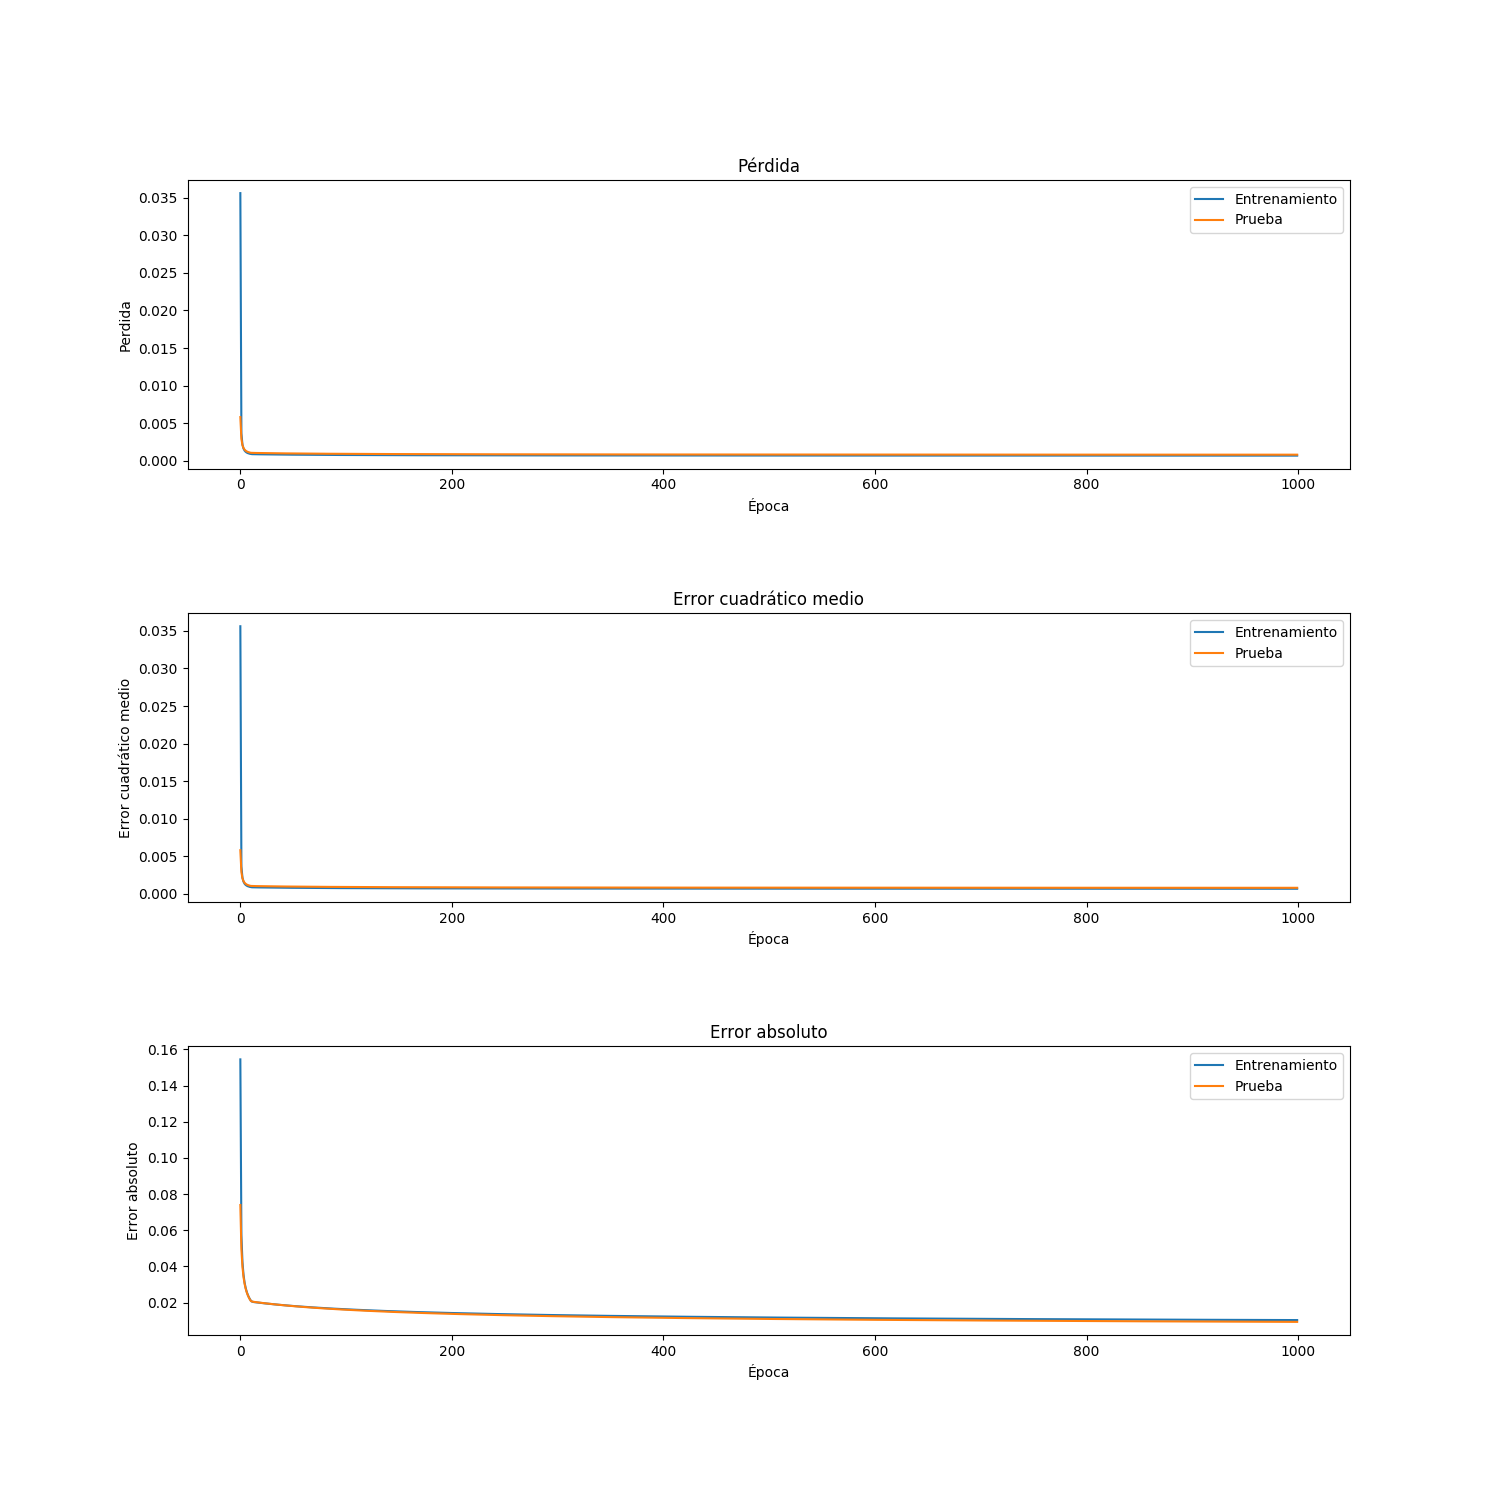 Pérdida
0.035
0.030
0.025
0.020
0.015
0.010
0.005
0.000
Perdida
Entrenamiento
Prueba
0 200 400 600 800 1000
Época
Error cuadrático medio
0.035
0.030
0.025
0.020
0.015
0.010
0.005
0.000
Error cuadrático medio
Entrenamiento
Prueba
0 200 400 600 800 1000
Época
Error absoluto
0.16
0.14
0.12
0.10
0.08
0.06
0.04
0.02
Error absoluto
Entrenamiento
Prueba
0 200 400 600 800 1000
Época